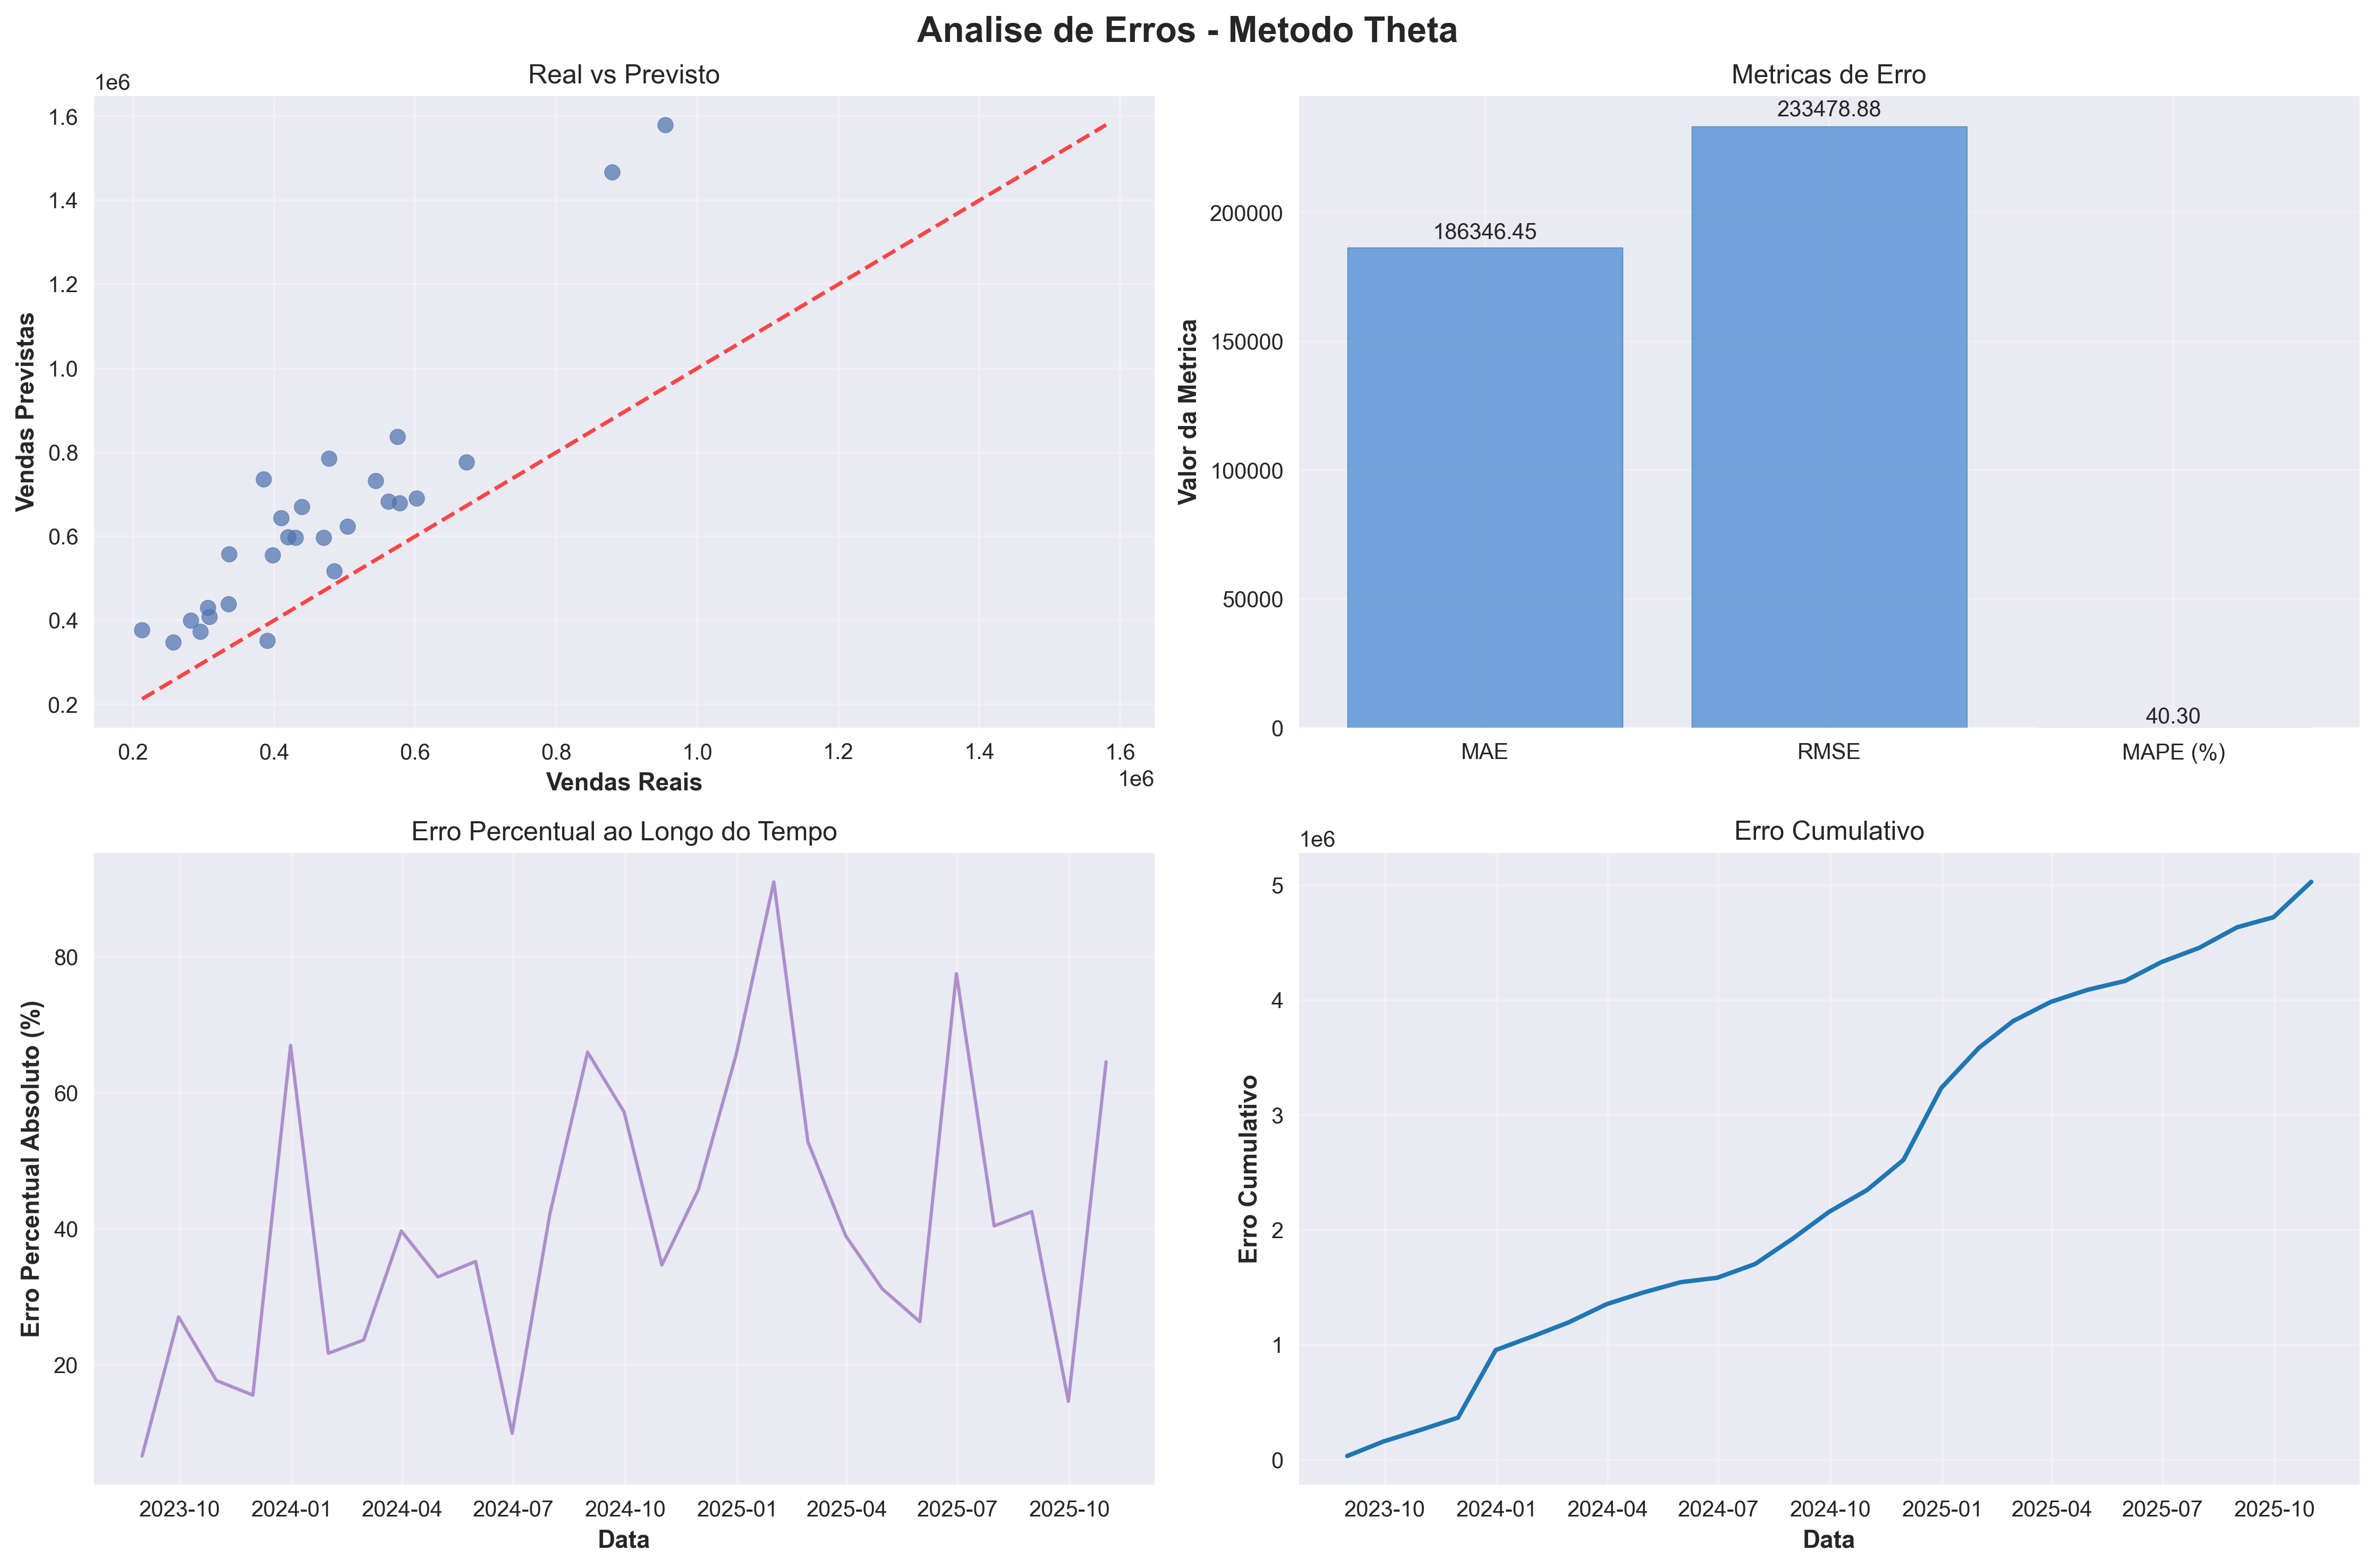 Analise de Erros - Metodo Theta
Real vs Previsto
1e6
1.6
1.4
1.2
1.0
0.8
0.6
0.4
0.2
Vendas Previstas
0.2 0.4 0.6 0.8 1.0 1.2 1.4 1.6
Vendas Reais
1e6
Metricas de Erro
233478.88
186346.45
40.30
200000
150000
100000
50000
0
Valor da Metrica
MAE RMSE MAPE (%)
Erro Percentual ao Longo do Tempo
80
60
40
20
Erro Percentual Absoluto (%)
2023-10 2024-01 2024-04 2024-07 2024-10 2025-01 2025-04 2025-07 2025-10
Data
Erro Cumulativo
1e6
5
4
3
2
1
0
Erro Cumulativo
2023-10 2024-01 2024-04 2024-07 2024-10 2025-01 2025-04 2025-07 2025-10
Data